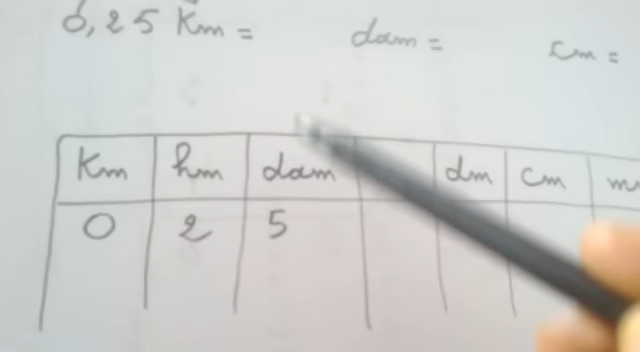 0,25 Km = dam = cm =
Km hm dam dm cm
0 2 5